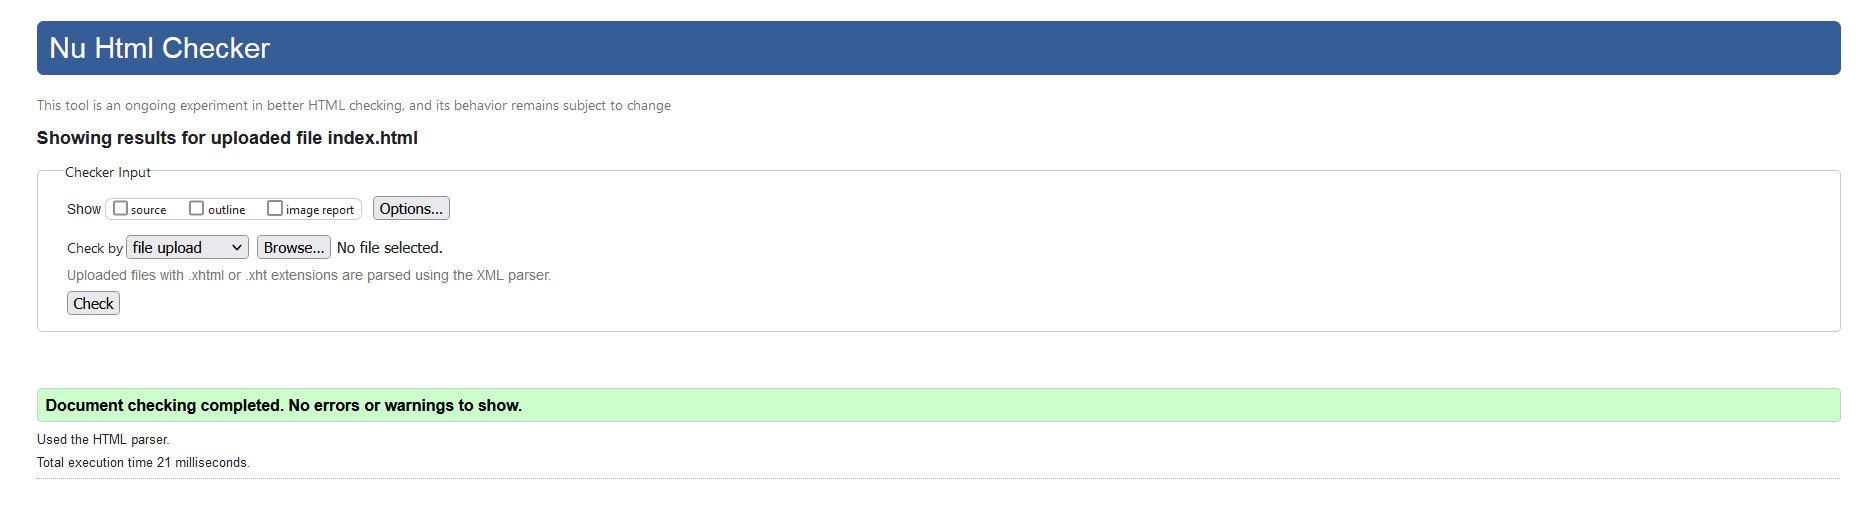 Nu Html Checker
This tool is an ongoing experiment in better HTML checking, and its behavior remains subject to change
Showing results for uploaded file index.html
Checker Input
Show source outline image report Options...
Check by file upload Browse... No file selected.
Uploaded files with .xhtml or .xht extensions are parsed using the XML parser.
Check
Document checking completed. No errors or warnings to show.
Used the HTML parser.
Total execution time 21 milliseconds.